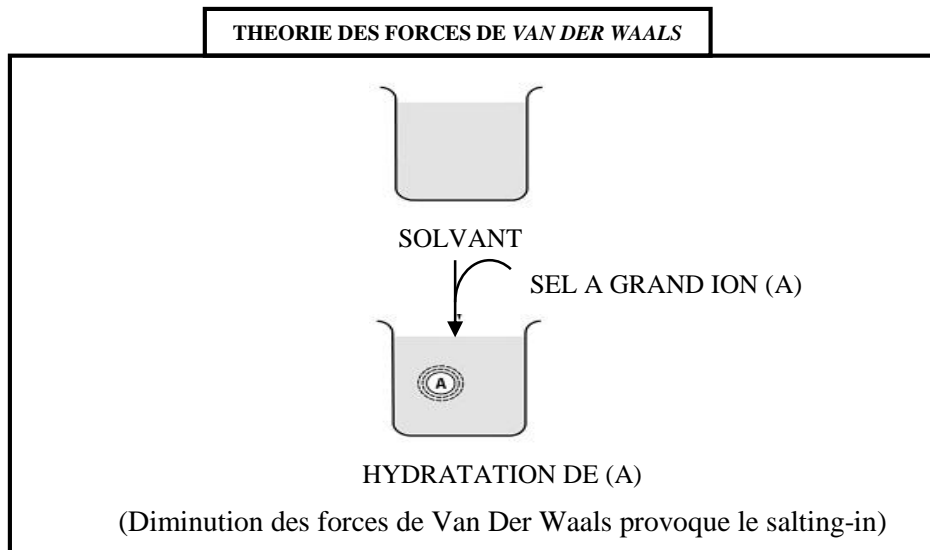 THEORIE DES FORCES DE VAN DER WAALS
SOLVANT
SEL A GRAND ION (A)
A
HYDRATATION DE (A)
(Diminution des forces de Van Der Waals provoque le salting-in)